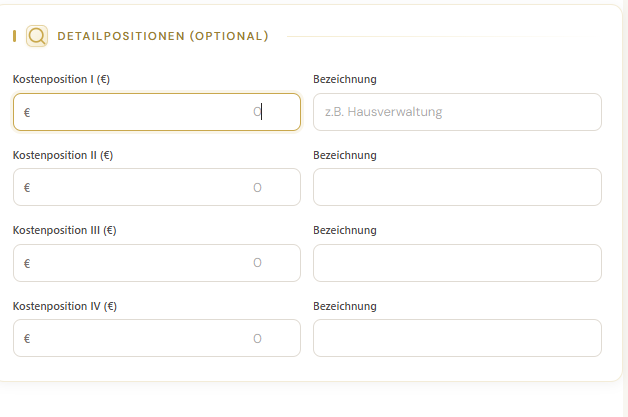 DETAILPOSITIONEN (OPTIONAL)
Kostenposition I (€) Bezeichnung
€ 0 z.B. Hausverwaltung
Kostenposition II (€) Bezeichnung
€ 0
Kostenposition III (€) Bezeichnung
€ 0
Kostenposition IV (€) Bezeichnung
€ 0